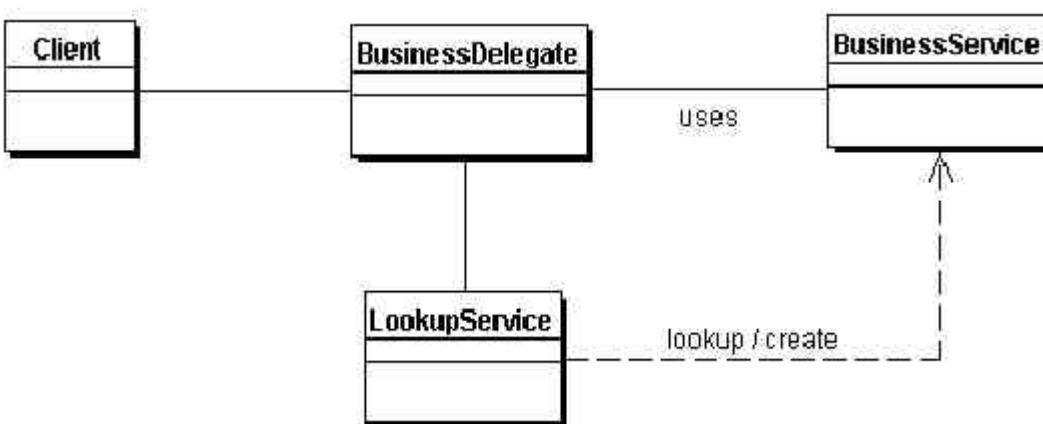 Client
BusinessDelegate
BusinessService
uses
LookupService
lookup / create